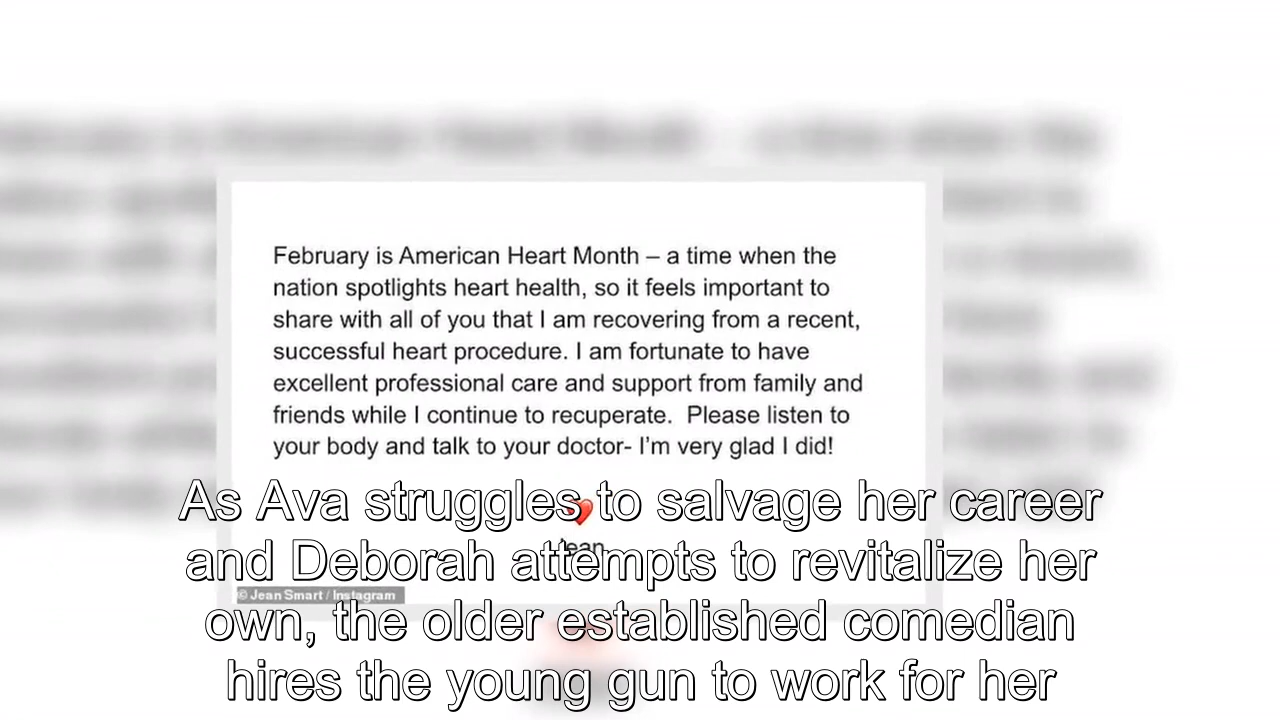 February is American Heart Month – a time when the
nation spotlights heart health, so it feels important to
share with all of you that I am recovering from a recent,
successful heart procedure. I am fortunate to have
excellent professional care and support from family and
friends while I continue to recuperate.  Please listen to
your body and talk to your doctor- I'm very glad I did!
As Ava struggles to salvage her career
Jean
and Deborah attempts to revitalize her
© Jean Smart / Instagram
own, the older established comedian
hires the young gun to work for her